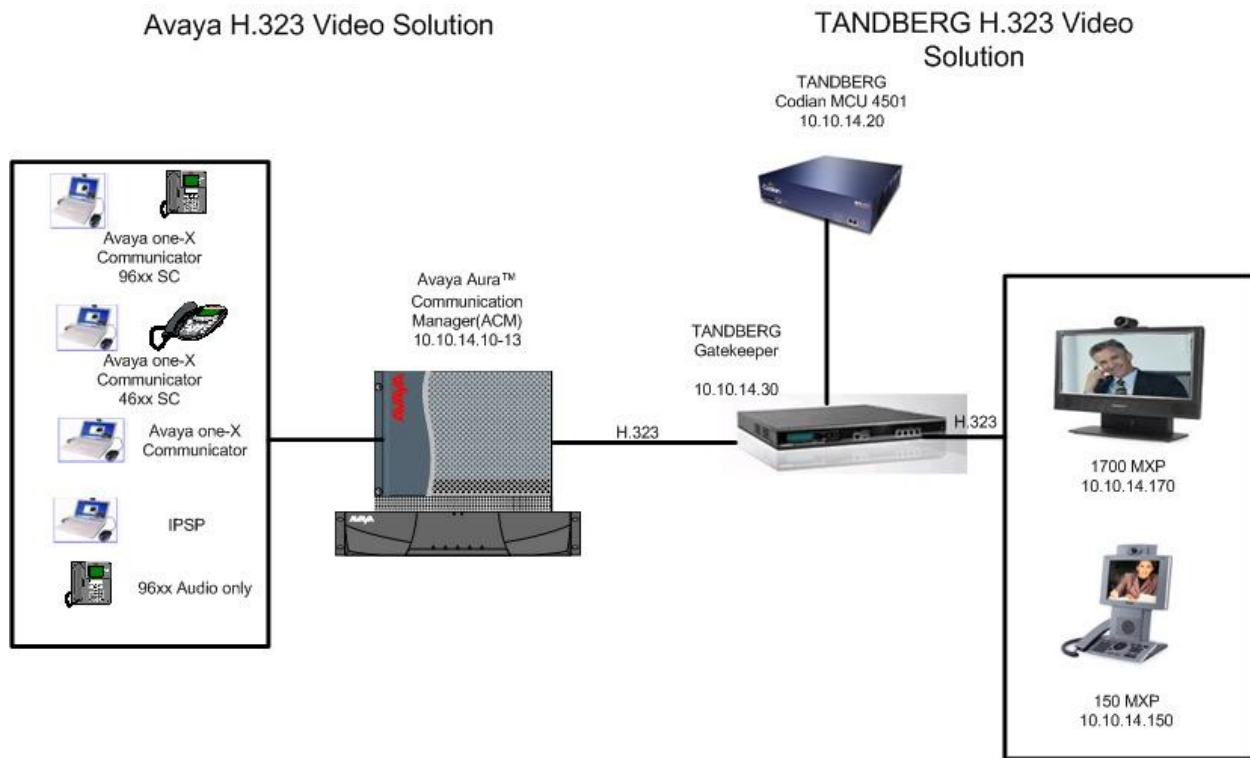 Avaya H.323 Video Solution
TANDBERG H.323 Video
Solution
TANDBERG
Codian MCU 4501
10.10.14.20
Codian
Avaya one-X
Communicator
96xx SC
Avaya one-X
Communicator
46xx SC
Avaya one-X
Communicator
IPSP
96xx Audio only
Avaya Aura™
Communication
Manager(ACM)
10.10.14.10-13
AVAYA
AVAYA
H.323
TANDBERG
Gatekeeper
10.10.14.30
H.323
1700 MXP
10.10.14.170
150 MXP
10.10.14.150